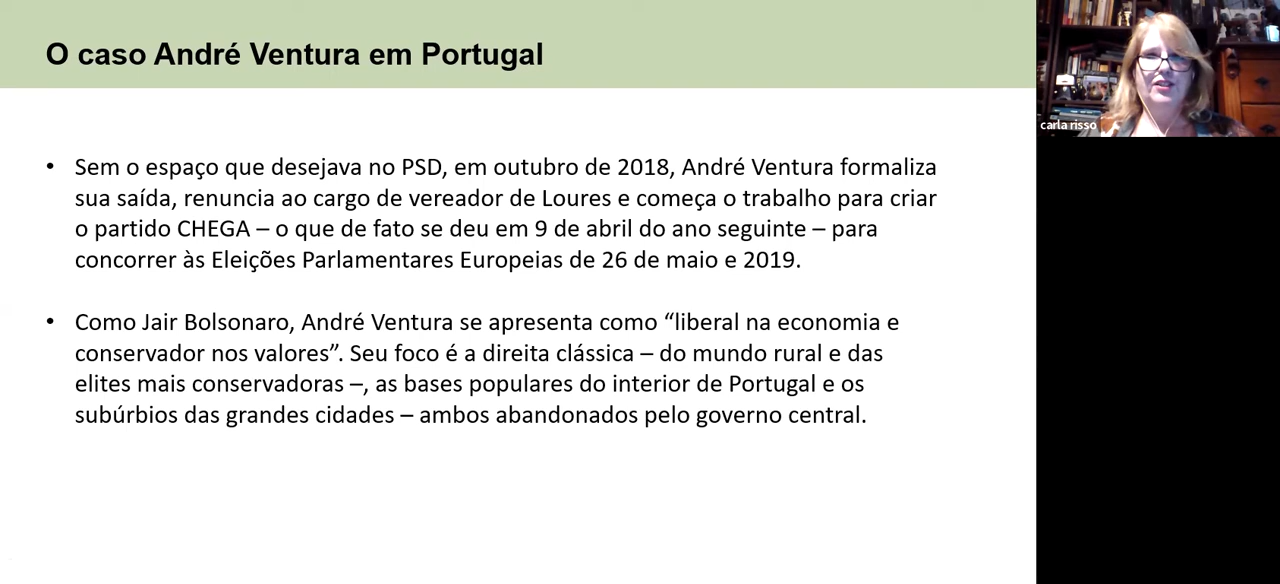 O caso André Ventura em Portugal
• Sem o espaço que desejava no PSD, em outubro de 2018, André Ventura formaliza
sua saída, renuncia ao cargo de vereador de Loures e começa o trabalho para criar
o partido CHEGA – o que de fato se deu em 9 de abril do ano seguinte – para
concorrer às Eleições Parlamentares Europeias de 26 de maio e 2019.
• Como Jair Bolsonaro, André Ventura se apresenta como “liberal na economia e
conservador nos valores”. Seu foco é a direita clássica – do mundo rural e das
elites mais conservadoras –, as bases populares do interior de Portugal e os
subúrbios das grandes cidades – ambos abandonados pelo governo central.
carla risso